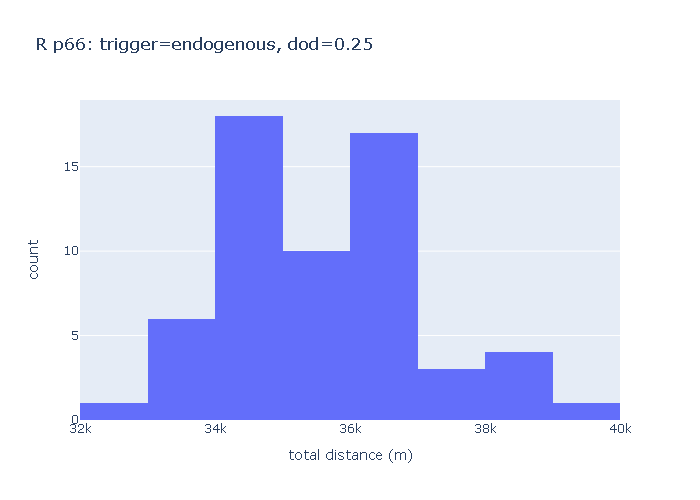 R p66: trigger=endogenous, dod=0.25
15
10
5
0
count
32k
34k
36k
38k
40k
total distance (m)